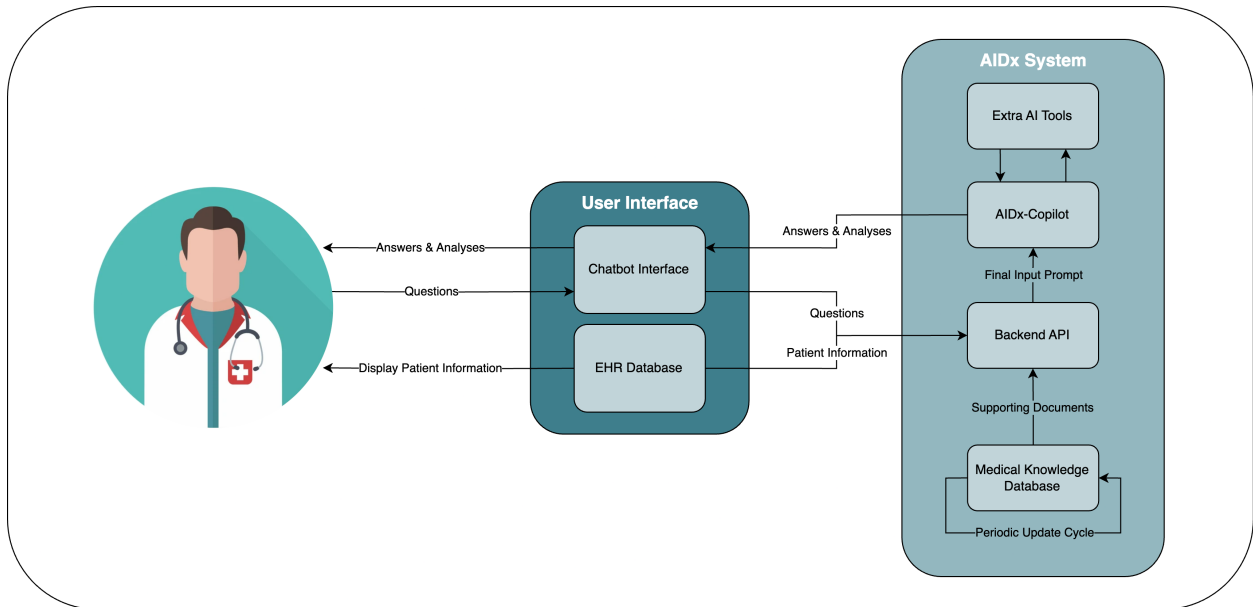 AIDx System
Extra AI Tools
User Interface
AIDx-Copilot
Answers & Analyses
Answers & Analyses
Chatbot Interface
Final Input Prompt
Questions
Questions
Backend API
Patient Information
Display Patient Information
EHR Database
Supporting Documents
Medical Knowledge
Database
Periodic Update Cycle